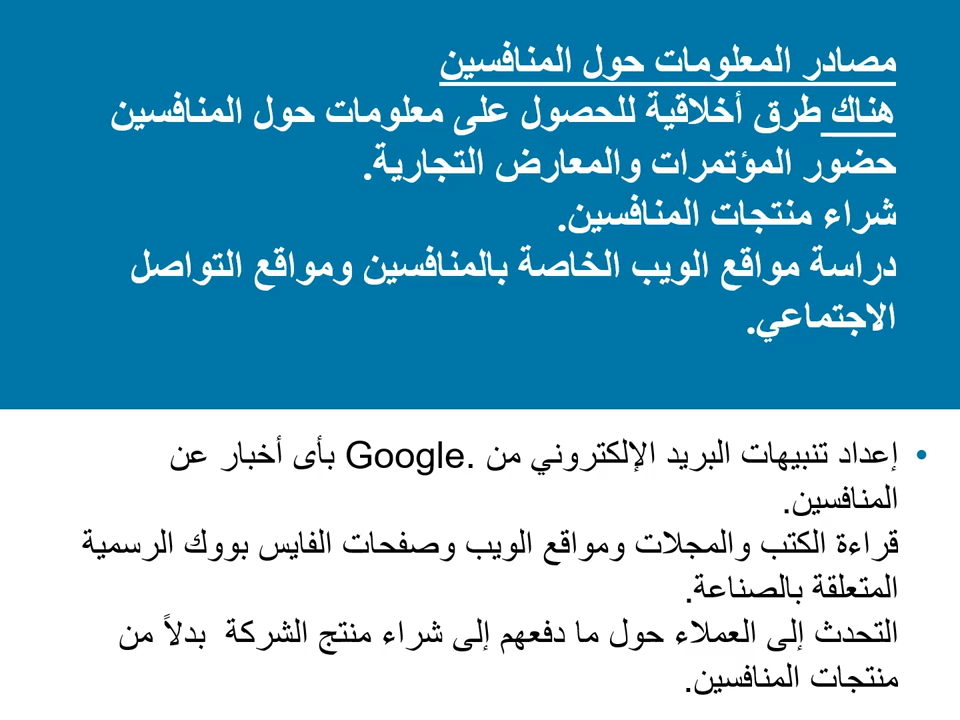 مصادر المعلومات حول المنافسين
هناك طرق أخلاقية للحصول على معلومات حول المنافسين
حضور المؤتمرات والمعارض التجارية.
شراء منتجات المنافسين.
دراسة مواقع الويب الخاصة بالمنافسين ومواقع التواصل
الاجتماعي.
• إعداد تنبيهات البريد الإلكتروني من .Google بأى أخبار عن
المنافسين.
قراءة الكتب والمجلات ومواقع الويب وصفحات الفايس بووك الرسمية
المتعلقة بالصناعة.
التحدث إلى العملاء حول ما دفعهم إلى شراء منتج الشركة  بدلاً من
منتجات المنافسين.